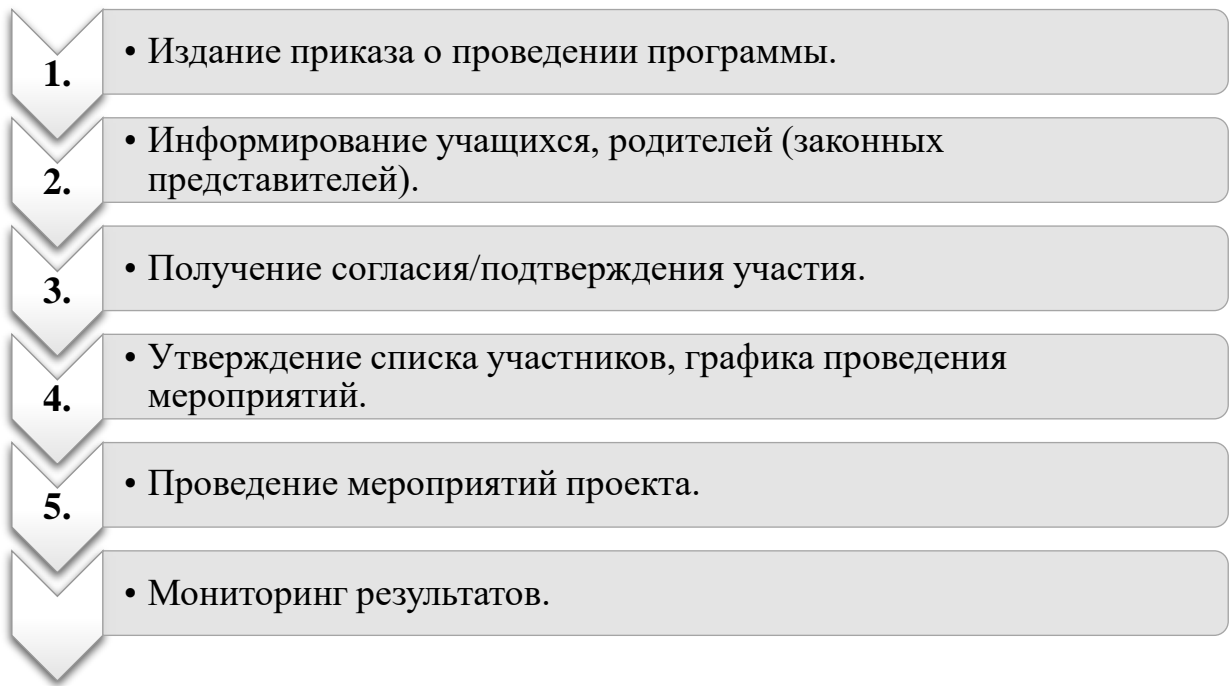 1.
• Издание приказа о проведении программы.
2.
• Информирование учащихся, родителей (законных
представителей).
3.
• Получение согласия/подтверждения участия.
4.
• Утверждение списка участников, графика проведения
мероприятий.
5.
• Проведение мероприятий проекта.
• Мониторинг результатов.